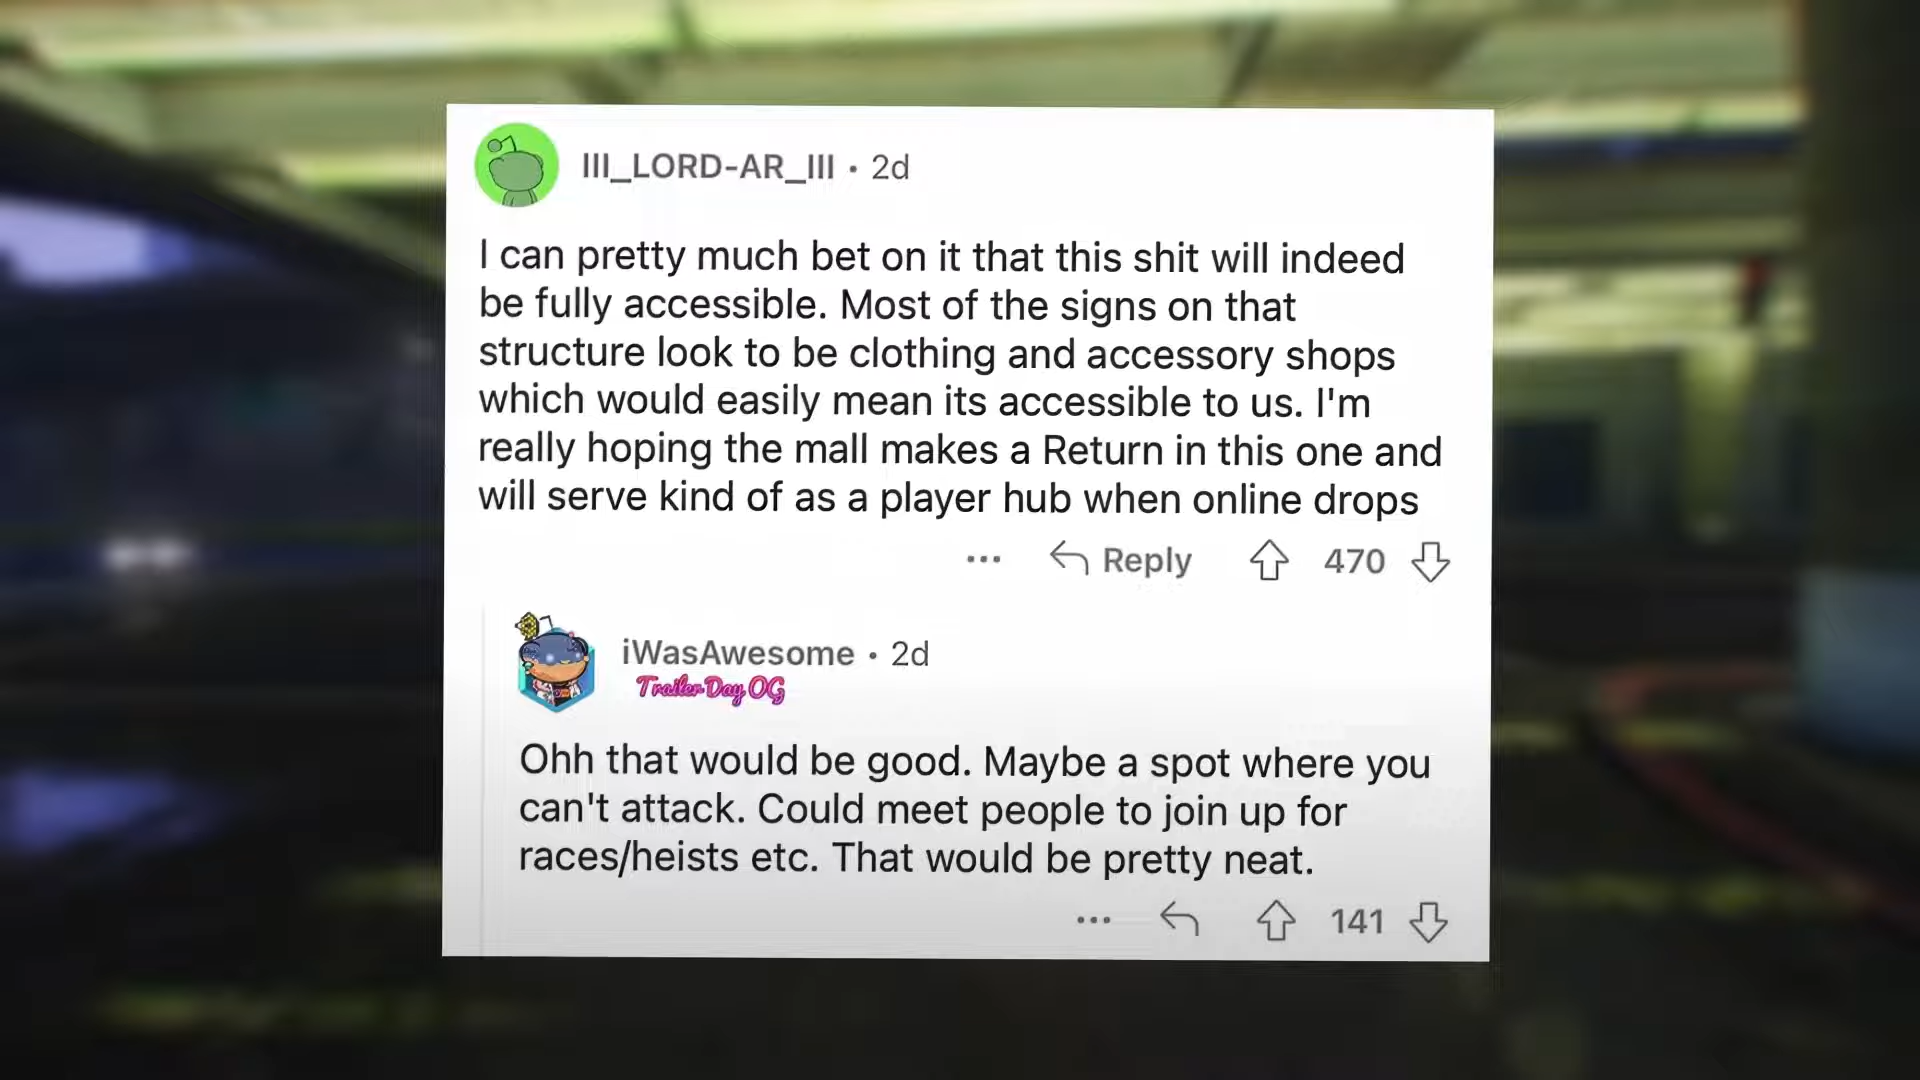 III_LORD-AR_III • 2d
I can pretty much bet on it that this shit will indeed
be fully accessible. Most of the signs on that
structure look to be clothing and accessory shops
which would easily mean its accessible to us. I'm
really hoping the mall makes a Return in this one and
will serve kind of as a player hub when online drops
... Reply 470
iWasAwesome • 2d
Trailer Day OG
Ohh that would be good. Maybe a spot where you
can't attack. Could meet people to join up for
races/heists etc. That would be pretty neat.
... 141